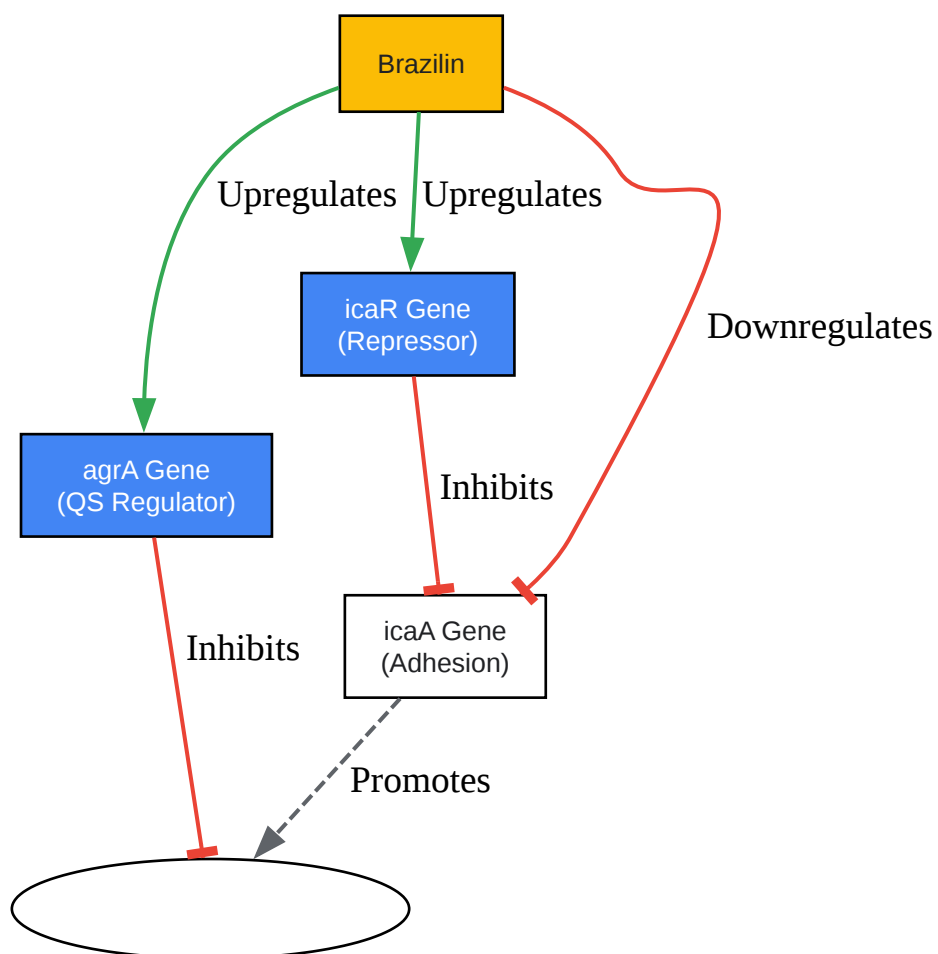 Brazilin
Upregulates
Upregulates
icaR Gene
(Repressor)
Downregulates
agrA Gene
(QS Regulator)
Inhibits
Inhibits
icaA Gene
(Adhesion)
Promotes